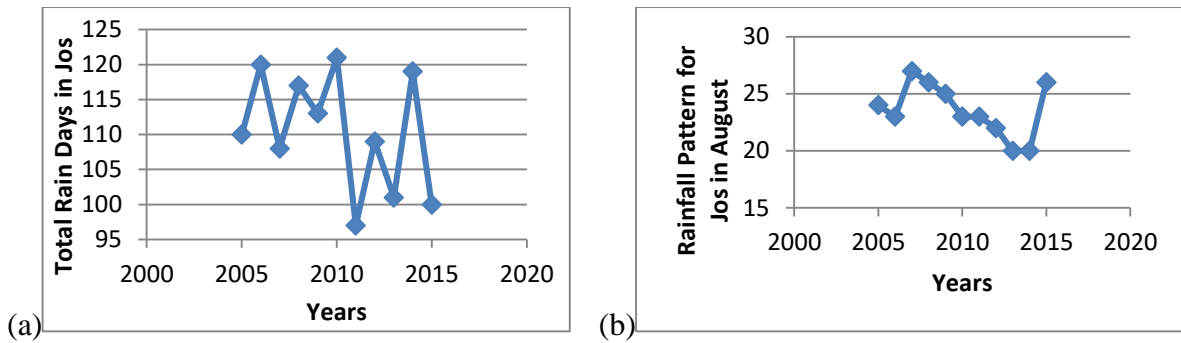 (a)
Total Rain Days in Jos
125
120
115
110
105
100
95
2000 2005 2010 2015 2020
Years
(b)
Rainfall Pattern for
Jos in August
30
25
20
15
2000 2005 2010 2015 2020
Years